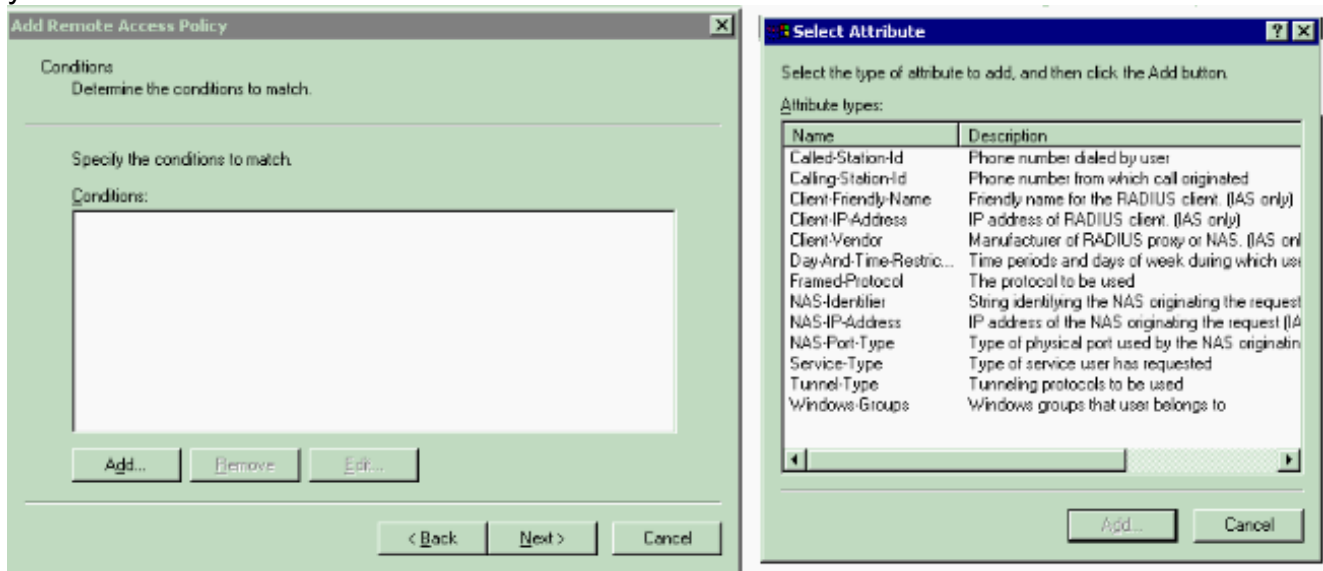 Add Remote Access Policy
Conditions
Determine the conditions to match.
Specify the conditions to match.
Conditions:
Add...
Remove
Edit...
< Back
Next >
Cancel
Select Attribute
Select the type of attribute to add, and then click the Add button.
Attribute types:
Name Description
Called-Station-Id Phone number dialed by user
Calling-Station-Id Phone number from which call originated
Client-Friendly-Name Friendly name for the RADIUS client. (IAS only)
Client-IP-Address IP address of RADIUS client. (IAS only)
Client-Vendor Manufacturer of RADIUS proxy or NAS. (IAS onl
Day-And-Time-Restric... Time periods and days of week during which use
Framed-Protocol The protocol to be used
NAS-Identifier String identifying the NAS originating the request
NAS-IP-Address IP address of the NAS originating the request (IA
NAS-Port-Type Type of physical port used by the NAS originatin
Service-Type Type of service user has requested
Tunnel-Type Tunneling protocols to be used
Windows-Groups Windows groups that user belongs to
Add...
Cancel